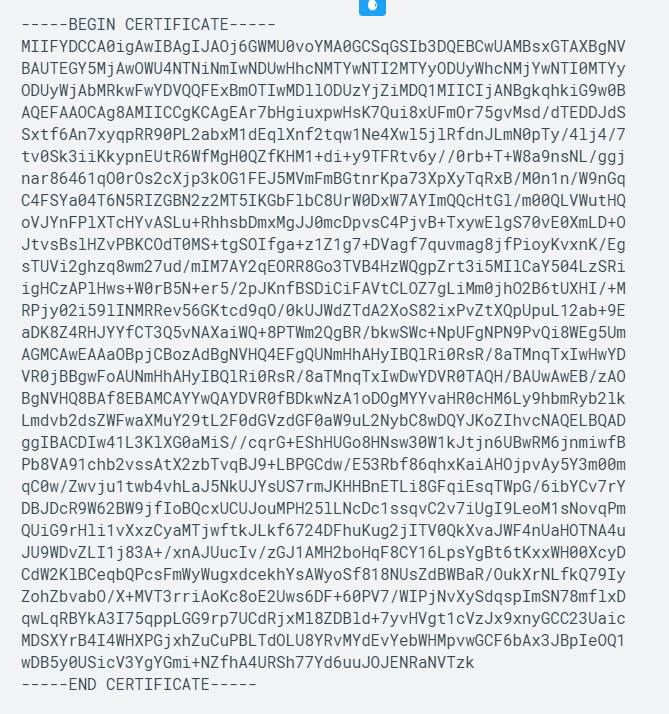 -----BEGIN CERTIFICATE-----
MIIFYDCCA0igAwIBAgIJAOj6GWMU0voYMA0GCSqGSIb3DQEBCwUAMBsxGTAXBgNV
BAUTEGY5MjAwOWU4NTNiNmIwNDUwHhcNMTYwNTI2MTYyODUyWhcNMjYwNTI0MTYy
ODUyWjAbMRkwFwYDVQQFExBmOTIwMDllODUzYjZiMDQ1MIICIjANBgkqhkiG9w0B
AQEFAAOCAg8AMIICCgKCAgEAr7bHgiuxpwHsK7Qui8xUFmOr75gvMsd/dTEDDJdS
Sxtf6An7xyqpRR90PL2abxM1dEqlXnf2tqw1Ne4Xwl5jlRfdnJLmN0pTy/4lj4/7
tv0Sk3iiKkypnEUtR6WfMgH0QZfKHM1+di+y9TFRtv6y//0rb+T+W8a9nsNL/ggj
nar86461qO0rOs2cXjp3kOG1FEJ5MVmFmBGtnrKpa73XpXyTqRxB/M0n1n/W9nGq
C4FSYa04T6N5RIZGBN2z2MT5IKGbFlbC8UrW0DxW7AYImQQcHtGl/m00QLVWutHQ
oVJYnFPlXTcHYvASLu+RhhsbDmxMgJJ0mcDpvsC4PjvB+TxywElgS70vE0XmLD+O
JtvsBslHZvPBKCOdT0MS+tgSOIfga+z1Z1g7+DVagf7quvmag8jfPioyKvxnK/Eg
sTUVi2ghzq8wm27ud/mIM7AY2qEORR8Go3TVB4HzWQgpZrt3i5MIlCaY504LzSRi
igHCzAPlHws+W0rB5N+er5/2pJKnfBSDiCiFAVtCLOZ7gLiMm0jhO2B6tUXHI/+M
RPjy02i59lINMRRev56GKtcd9qO/0kUJWdZTdA2XoS82ixPvZtXQpUpuL12ab+9E
aDK8Z4RHJYYfCT3Q5vNAXaiWQ+8PTWm2QgBR/bkwSWc+NpUFgNPN9PvQi8WEg5Um
AGMCAwEAAaOBpjCBozAdBgNVHQ4EFgQUNmHhAHyIBQlRi0RsR/8aTMnqTxIwHwYD
VR0jBBgwFoAUNmHhAHyIBQlRi0RsR/8aTMnqTxIwDwYDVR0TAQH/BAUwAwEB/zAO
BgNVHQ8BAf8EBAMCAYYwQAYDVR0fBDkwNzA1oDOgMYYvaHR0cHM6Ly9hbmRyb2lk
Lmdvb2dsZWFwaXMuY29tL2F0dGVzdGF0aW9uL2NybC8wDQYJKoZIhvcNAQELBQAD
ggIBACDIw41L3KlXG0aMiS//cqrG+EShHUGo8HNsw30W1kJtjn6UBwRM6jnmiwfB
Pb8VA91chb2vssAtX2zbTvqBJ9+LBPGCdw/E53Rbf86qhxKaiAHOjpvAy5Y3m00m
qC0w/Zwvju1twb4vhLaJ5NkUJYsUS7rmJKHHBnETLi8GFqiEsqTWpG/6ibYCv7rY
DBJDcR9W62BW9jfIoBQcxUCUJouMPH25lLNcDc1ssqvC2v7iUgI9LeoM1sNovqPm
QUiG9rHli1vXxzCyaMTjwftkJLkf6724DFhuKug2jITV0QkXvaJWF4nUaHOTNA4u
JU9WDvZLI1j83A+/xnAJUucIv/zGJ1AMH2boHqF8CY16LpsYgBt6tKxxWH00XcyD
CdW2KlBCeqbQPcsFmWyWugxdcekhYsAWyoSf818NUsZdBWBaR/OukXrNLfkQ79Iy
ZohZbvabO/X+MVT3rriAoKc8oE2Uws6DF+60PV7/WIPjNvXySdqspImSN78mflxD
qwLqRBYkA3I75qppLGG9rp7UCdRjxMl8ZDBld+7yvHVgt1cVzJx9xnyGCC23Uaic
MDSXYrB4I4WHXPGjxhZuCuPBLTdOLU8YRvMYdEvYebWHMpvwGCF6bAx3JBpIeOQ1
wDB5y0USicV3YgYGmi+NZfhA4URSh77Yd6uuJOJENRaNVTzk
-----END CERTIFICATE-----